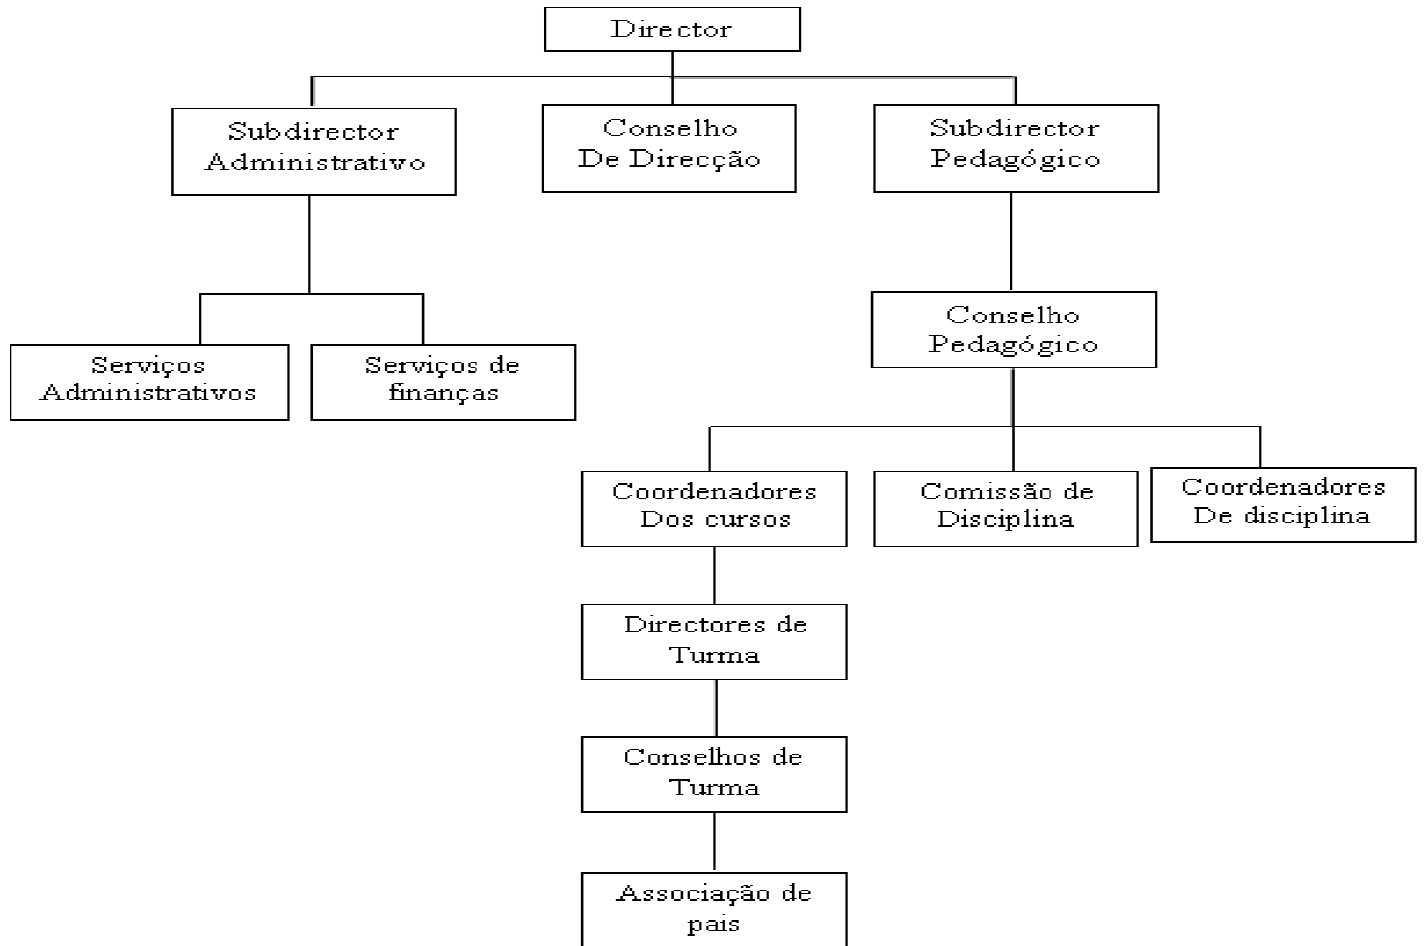 Director
Subdirector
Administrativo
Conselho
De Direcção
Subdirector
Pedagógico
Conselho
Pedagógico
Serviços
Administrativos
Serviços de
finanças
Coordenadores
Dos cursos
Comissão de
Disciplina
Coordenadores
De disciplina
Directores de
Turma
Conselhos de
Turma
Associação de
pais